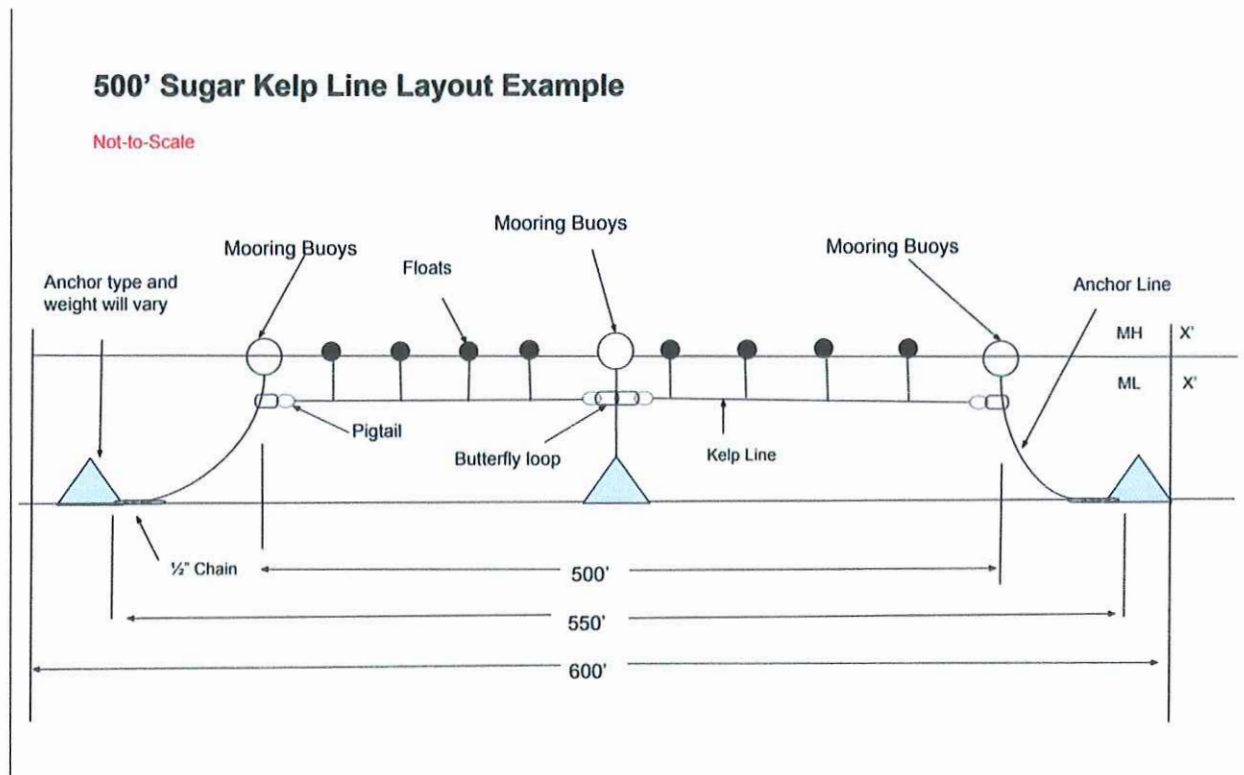 500' Sugar Kelp Line Layout Example
Not-to-Scale
Mooring Buoys
Mooring Buoys
Mooring Buoys
Floats
Anchor type and
weight will vary
Anchor Line
MH
X'
ML
X'
Pigtail
Butterfly loop
Kelp Line
½" Chain
500'
550'
600'